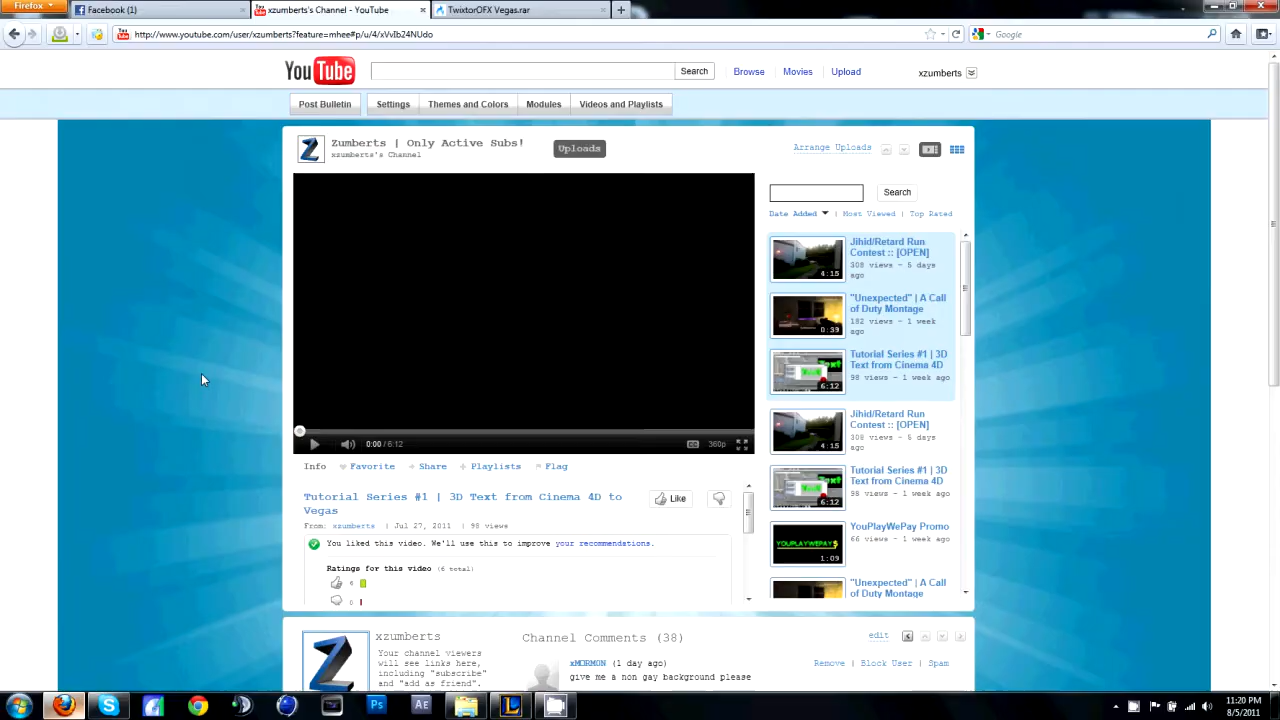 Firefox
Facebook (1)
xzumberts's Channel - YouTube
TwixtorOFX Vegas.rar
http://www.youtube.com/user/xzumberts?feature=mhee#p/u/4/xVvIb24NUdo
Google
YouTube
Search
Browse
Movies
Upload
xzumberts
Post Bulletin
Settings
Themes and Colors
Modules
Videos and Playlists
Zumberts | Only Active Subs!
xzumberts's Channel
Uploads
Arrange Uploads
Search
Date Added | Most Viewed | Top Rated
Jihid/Retard Run
Contest :: [OPEN]
308 views - 5 days
ago
4:15
"Unexpected" | A Call
of Duty Montage
182 views - 1 week
ago
0:39
Tutorial Series #1 | 3D
Text from Cinema 4D
98 views - 1 week ago
6:12
Jihid/Retard Run
Contest :: [OPEN]
308 views - 5 days
ago
4:15
Tutorial Series #1 | 3D
Text from Cinema 4D
98 views - 1 week ago
6:12
YouPlayWePay Promo
66 views - 1 week ago
YOUPLAYWEPAY$
1:09
"Unexpected" | A Call
of Duty Montage
0:00 / 6:12
CC
360p
Info
Favorite
Share
Playlists
Flag
Tutorial Series #1 | 3D Text from Cinema 4D to
Vegas
Like
From: xzumberts | Jul 27, 2011 | 98 views
You liked this video. We'll use this to improve your recommendations.
Ratings for this video (6 total)
6
0
xzumberts
Your channel viewers
will see links here,
including "subscribe"
and "add as friend".
Channel Comments (38)
edit
xMORMON (1 day ago)
Remove | Block User | Spam
give me a non gay background please
Ps
AE
11:20 PM
8/5/2011